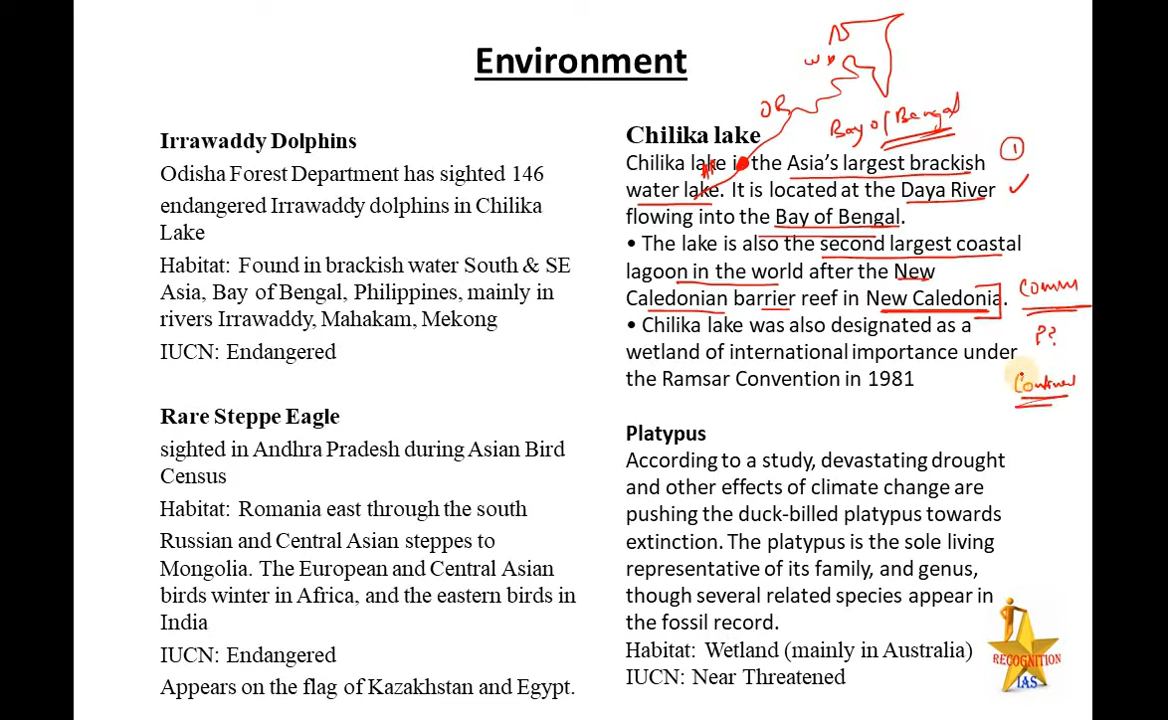 Environment
Irrawaddy Dolphins
Odisha Forest Department has sighted 146
endangered Irrawaddy dolphins in Chilika
Lake
Habitat: Found in brackish water South & SE
Asia, Bay of Bengal, Philippines, mainly in
rivers Irrawaddy, Mahakam, Mekong
IUCN: Endangered
Rare Steppe Eagle
sighted in Andhra Pradesh during Asian Bird
Census
Habitat: Romania east through the south
Russian and Central Asian steppes to
Mongolia. The European and Central Asian
birds winter in Africa, and the eastern birds in
India
IUCN: Endangered
Appears on the flag of Kazakhstan and Egypt.
OR
Bay of Bengal
Chilika lake
Chilika lake is the Asia's largest brackish
water lake. It is located at the Daya River
flowing into the Bay of Bengal.
• The lake is also the second largest coastal
lagoon in the world after the New
Caledonian barrier reef in New Caledonia.
• Chilika lake was also designated as a
wetland of international importance under
the Ramsar Convention in 1981
1
P?
Platypus
According to a study, devastating drought
and other effects of climate change are
pushing the duck-billed platypus towards
extinction. The platypus is the sole living
representative of its family, and genus,
though several related species appear in
the fossil record.
Habitat: Wetland (mainly in Australia)
IUCN: Near Threatened
RECOGNITION
IAS